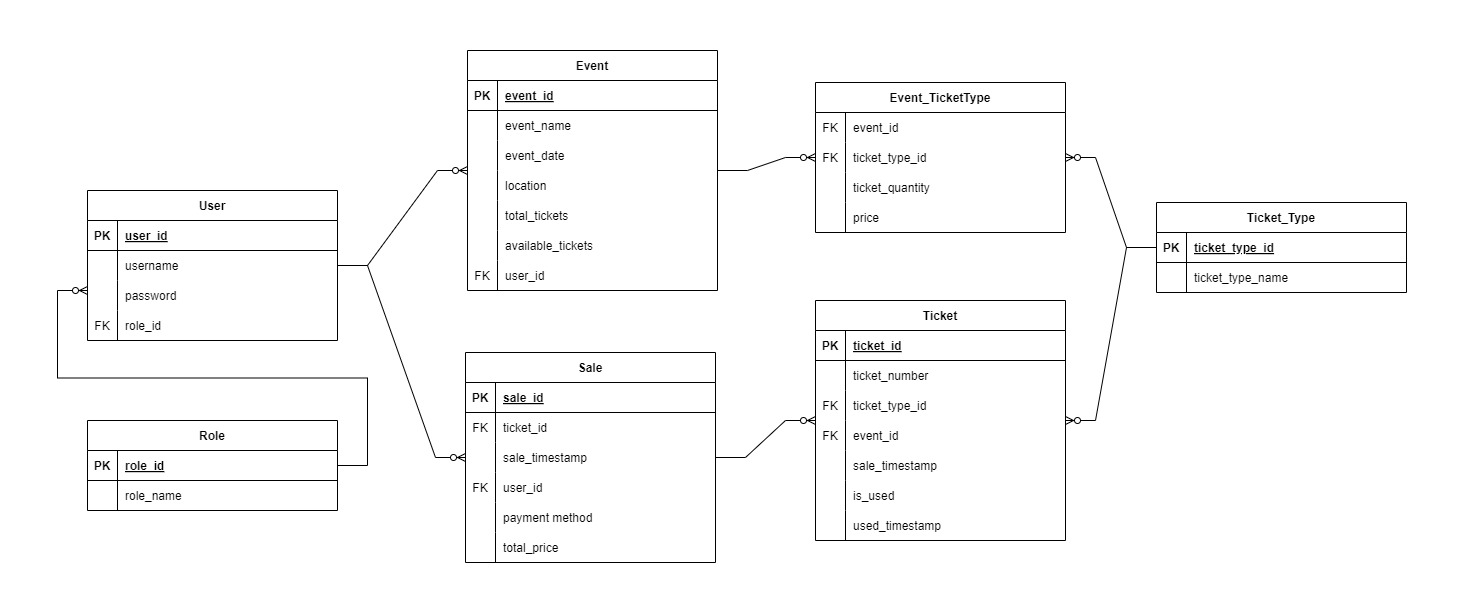 User
PK user_id
username
password
FK role_id
Role
PK role_id
role_name
Event
PK event_id
event_name
event_date
location
total_tickets
available_tickets
FK user_id
Sale
PK sale_id
FK ticket_id
sale_timestamp
FK user_id
payment method
total_price
Event_TicketType
FK event_id
FK ticket_type_id
ticket_quantity
price
Ticket
PK ticket_id
ticket_number
FK ticket_type_id
FK event_id
sale_timestamp
is_used
used_timestamp
Ticket_Type
PK ticket_type_id
ticket_type_name